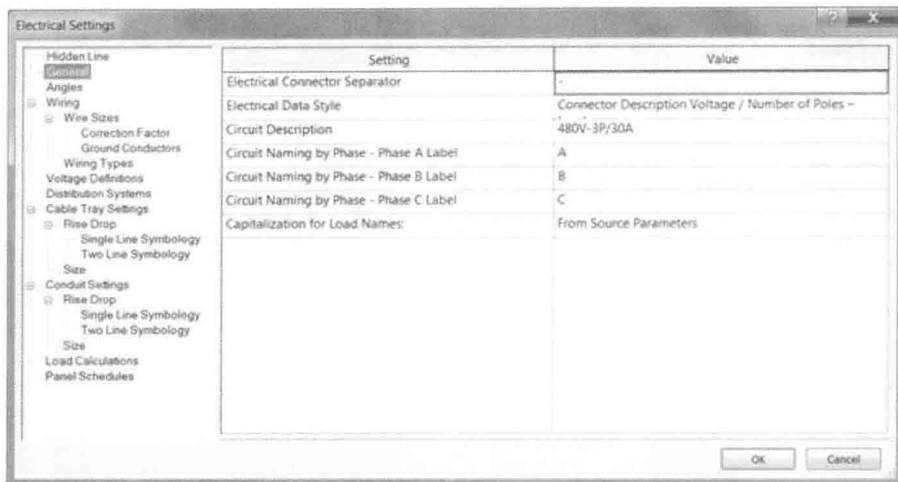 Electrical Settings
Hidden Line
General
Angles
Wiring
Wire Sizes
Correction Factor
Ground Conductors
Wiring Types
Voltage Definitions
Distribution Systems
Cable Tray Settings
Rise Drop
Single Line Symbology
Two Line Symbology
Size
Conduit Settings
Rise Drop
Single Line Symbology
Two Line Symbology
Size
Load Calculations
Panel Schedules
Setting Value
Electrical Connector Separator -
Electrical Data Style Connector Description Voltage / Number of Poles –
Circuit Description 480V-3P/30A
Circuit Naming by Phase - Phase A Label A
Circuit Naming by Phase - Phase B Label B
Circuit Naming by Phase - Phase C Label C
Capitalization for Load Names: From Source Parameters
OK Cancel